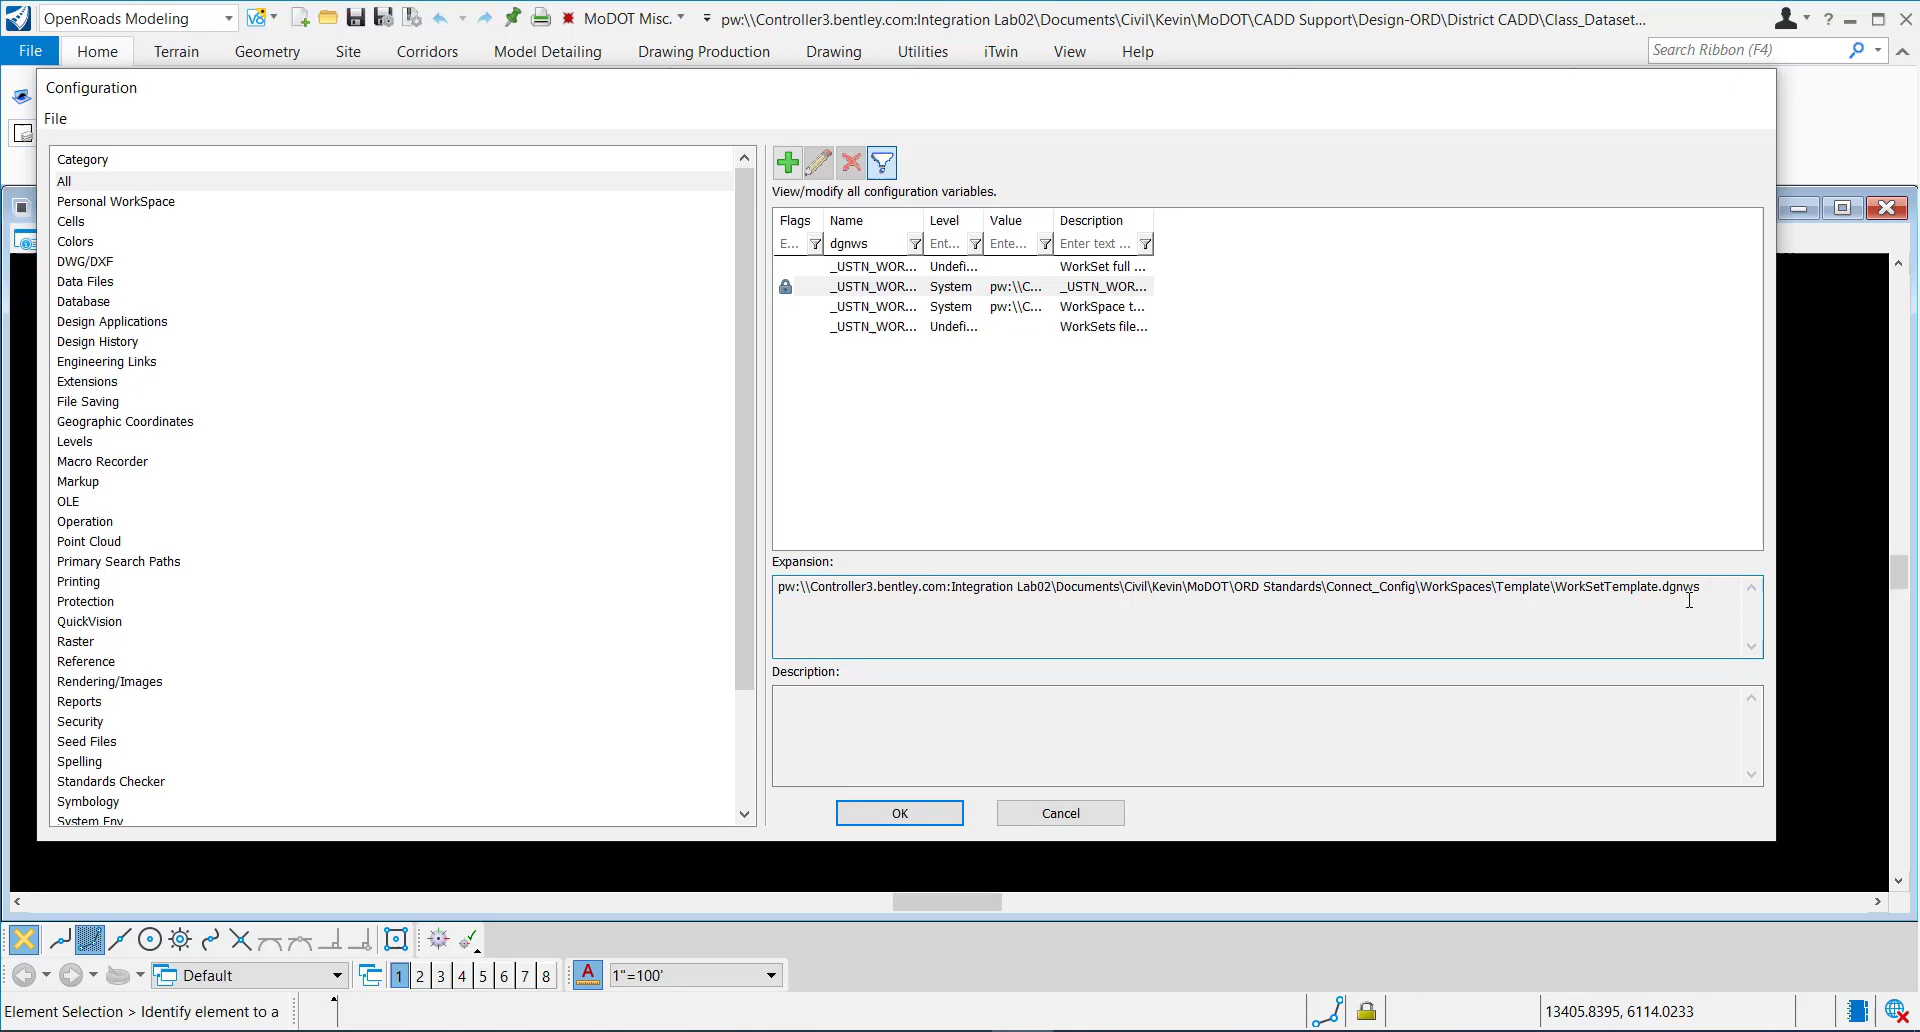 OpenRoads Modeling
MoDOT Misc.
pw:\\Controller3.bentley.com:Integration Lab02\Documents\Civil\Kevin\MoDOT\CADD Support\Design-ORD\District CADD\Class_Dataset...
File Home Terrain Geometry Site Corridors Model Detailing Drawing Production Drawing Utilities iTwin View Help
Search Ribbon (F4)
Configuration
File
Category
All
Personal WorkSpace
Cells
Colors
DWG/DXF
Data Files
Database
Design Applications
Design History
Engineering Links
Extensions
File Saving
Geographic Coordinates
Levels
Macro Recorder
Markup
OLE
Operation
Point Cloud
Primary Search Paths
Printing
Protection
QuickVision
Raster
Reference
Rendering/Images
Reports
Security
Seed Files
Spelling
Standards Checker
Symbology
System Env
View/modify all configuration variables.
Flags Name Level Value Description
E... dgnws Ent... Ente... Enter text ...
_USTN_WOR... Undefi... WorkSet full ...
_USTN_WOR... System pw:\\C... _USTN_WOR...
_USTN_WOR... System pw:\\C... WorkSpace t...
_USTN_WOR... Undefi... WorkSets file...
Expansion:
pw:\\Controller3.bentley.com:Integration Lab02\Documents\Civil\Kevin\MoDOT\ORD Standards\Connect_Config\WorkSpaces\Template\WorkSetTemplate.dgnws
Description:
OK Cancel
Default 1 2 3 4 5 6 7 8 A 1"=100'
Element Selection > Identify element to a
13405.8395, 6114.0233